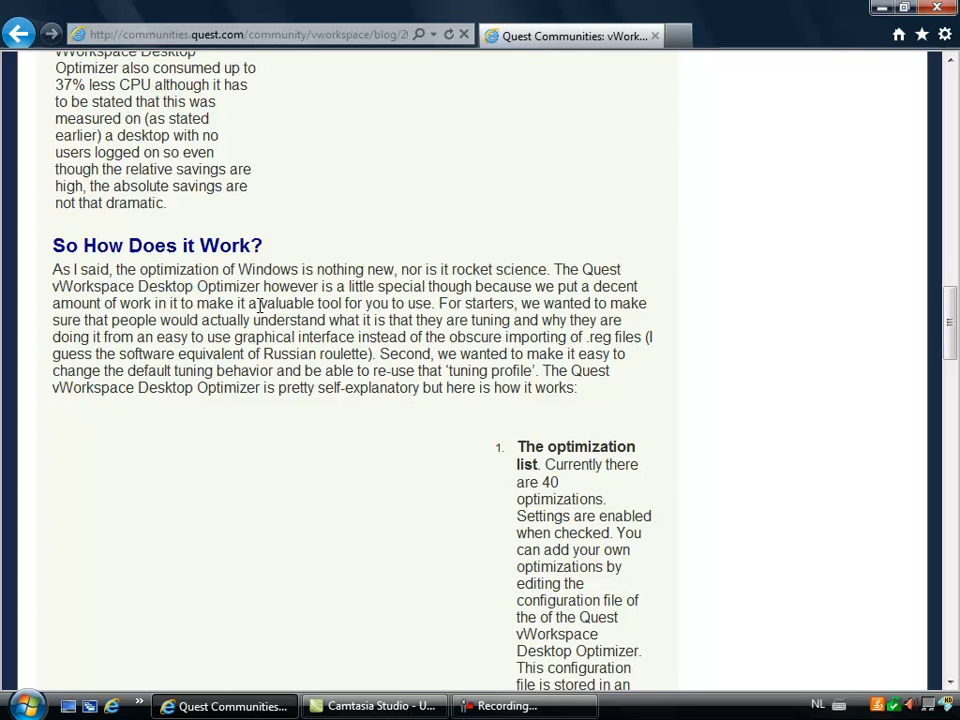 http://communities.quest.com/community/vworkspace/blog/2
Quest Communities: vWork...
vWorkspace Desktop
Optimizer also consumed up to
37% less CPU although it has
to be stated that this was
measured on (as stated
earlier) a desktop with no
users logged on so even
though the relative savings are
high, the absolute savings are
not that dramatic.
So How Does it Work?
As I said, the optimization of Windows is nothing new, nor is it rocket science. The Quest
vWorkspace Desktop Optimizer however is a little special though because we put a decent
amount of work in it to make it a valuable tool for you to use. For starters, we wanted to make
sure that people would actually understand what it is that they are tuning and why they are
doing it from an easy to use graphical interface instead of the obscure importing of .reg files (I
guess the software equivalent of Russian roulette). Second, we wanted to make it easy to
change the default tuning behavior and be able to re-use that ‘tuning profile’. The Quest
vWorkspace Desktop Optimizer is pretty self-explanatory but here is how it works:
1. The optimization
list. Currently there
are 40
optimizations.
Settings are enabled
when checked. You
can add your own
optimizations by
editing the
configuration file of
the of the Quest
vWorkspace
Desktop Optimizer.
This configuration
file is stored in an
Quest Communities...
Camtasia Studio - U...
Recording...
NL